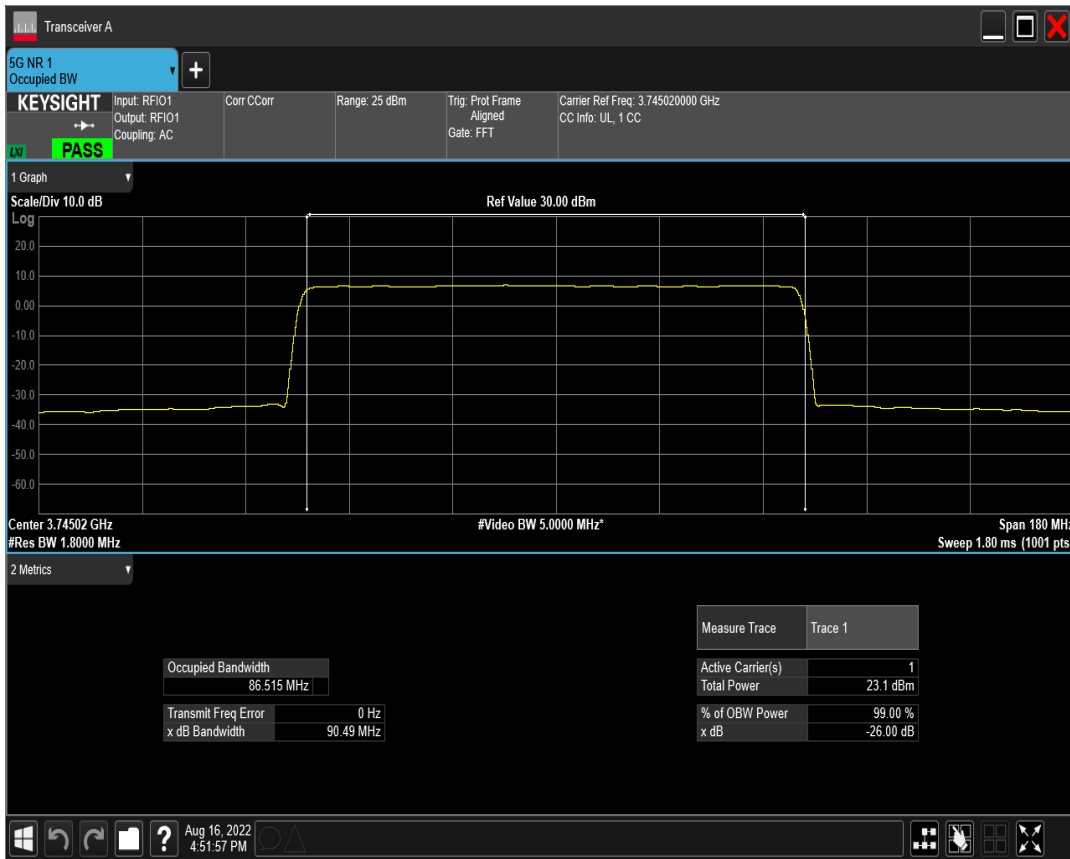 Transceiver A
5G NR 1
Occupied BW
+
KEYSIGHT
LXI
PASS
Input: RFIO1
Output: RFIO1
Coupling: AC
Corr CCorr
Range: 25 dBm
Trig: Prot Frame
Aligned
Gate: FFT
Carrier Ref Freq: 3.745020000 GHz
CC Info: UL, 1 CC
1 Graph
Scale/Div 10.0 dB
Ref Value 30.00 dBm
Log
20.0
10.0
0.00
-10.0
-20.0
-30.0
-40.0
-50.0
-60.0
Center 3.74502 GHz
#Video BW 5.0000 MHz*
Span 180 MHz
#Res BW 1.8000 MHz
Sweep 1.80 ms (1001 pts
2 Metrics
Measure Trace Trace 1
Occupied Bandwidth
86.515 MHz
Active Carrier(s) 1
Total Power 23.1 dBm
Transmit Freq Error 0 Hz
x dB Bandwidth 90.49 MHz
% of OBW Power 99.00 %
x dB -26.00 dB
?
Aug 16, 2022
4:51:57 PM